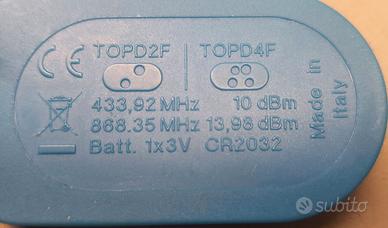 CE TOPD2F TOPD4F
433,92 MHz 10 dBm
868.35 MHz 13,98 dBm
Batt. 1x3V CR2032
Made in
Italy
subito